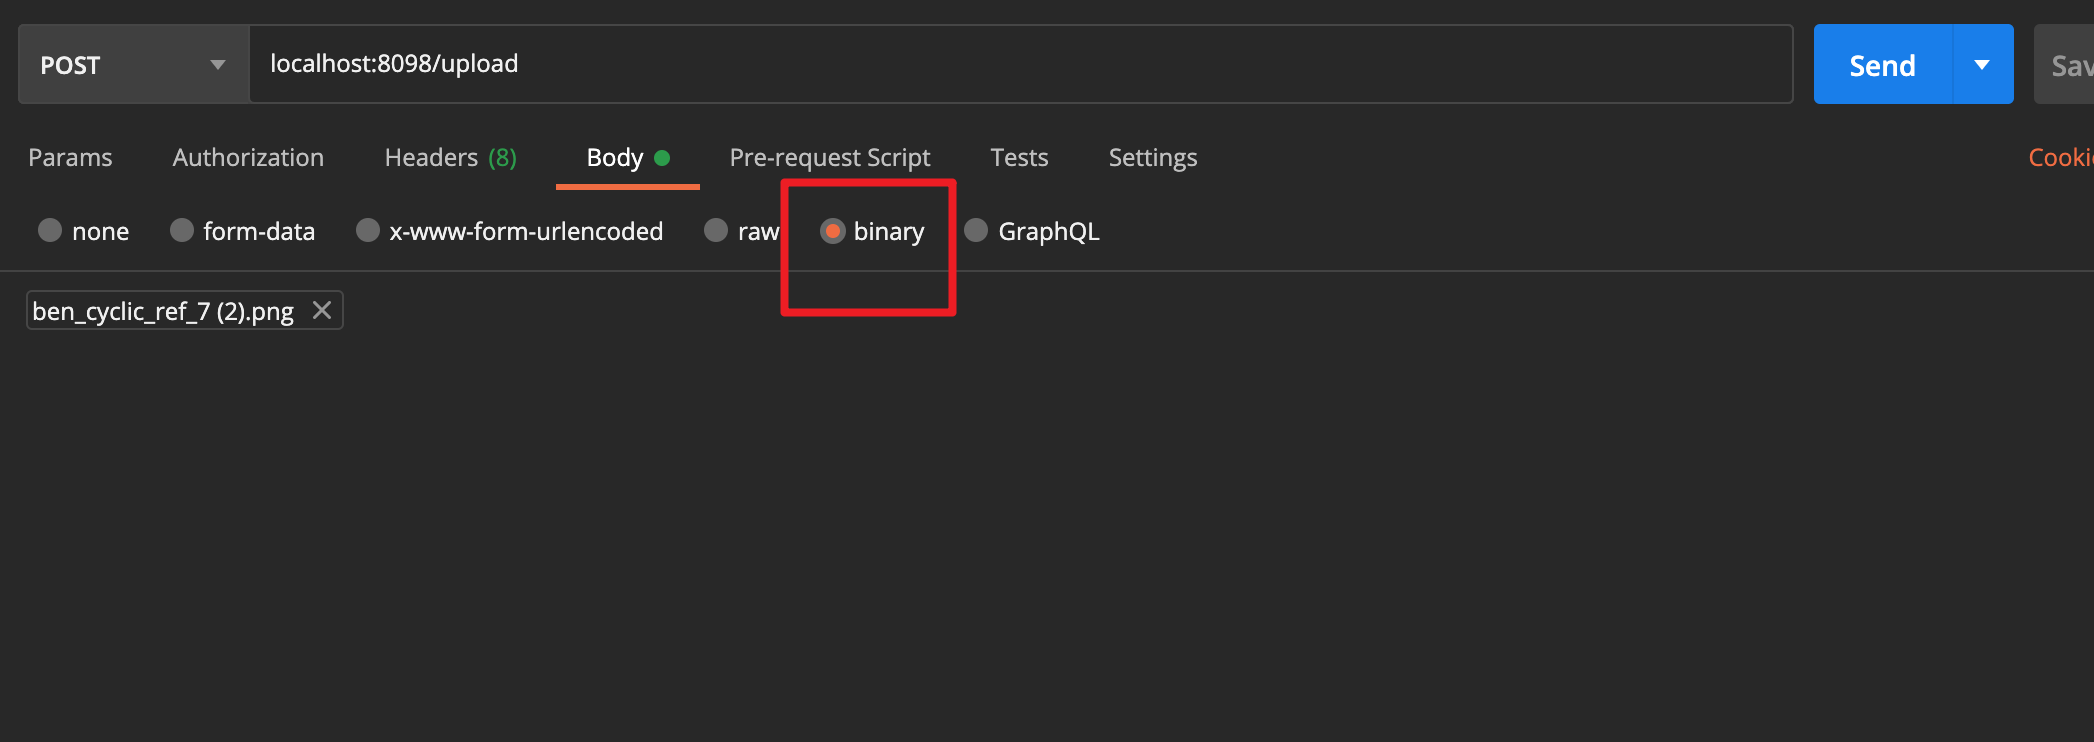 POST localhost:8098/upload Send Sav
Params Authorization Headers (8) Body Pre-request Script Tests Settings Cookie
none form-data x-www-form-urlencoded raw binary GraphQL
ben_cyclic_ref_7 (2).png